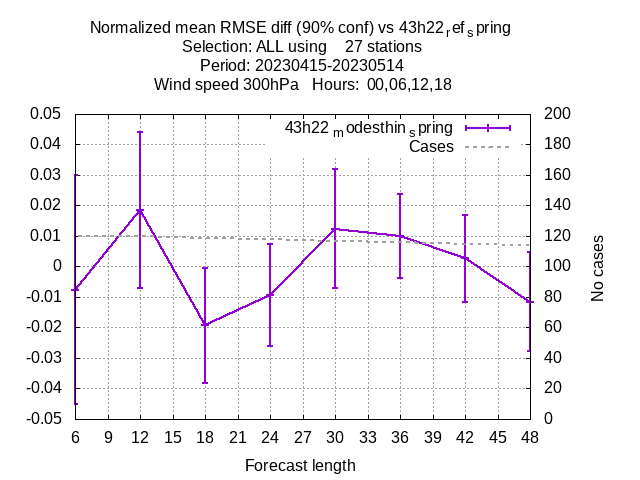 Normalized mean RMSE diff (90% conf) vs 43h22refspring
Selection: ALL using 27 stations
Period: 20230415-20230514
Wind speed 300hPa Hours: 00,06,12,18
43h22modesthinspring
Cases
0.05 200
0.04 180
0.03 160
0.02 140
0.01 120
0 100
-0.01 80
-0.02 60
-0.03 40
-0.04 20
-0.05 0
No cases
6 9 12 15 18 21 24 27 30 33 36 39 42 45 48
Forecast length